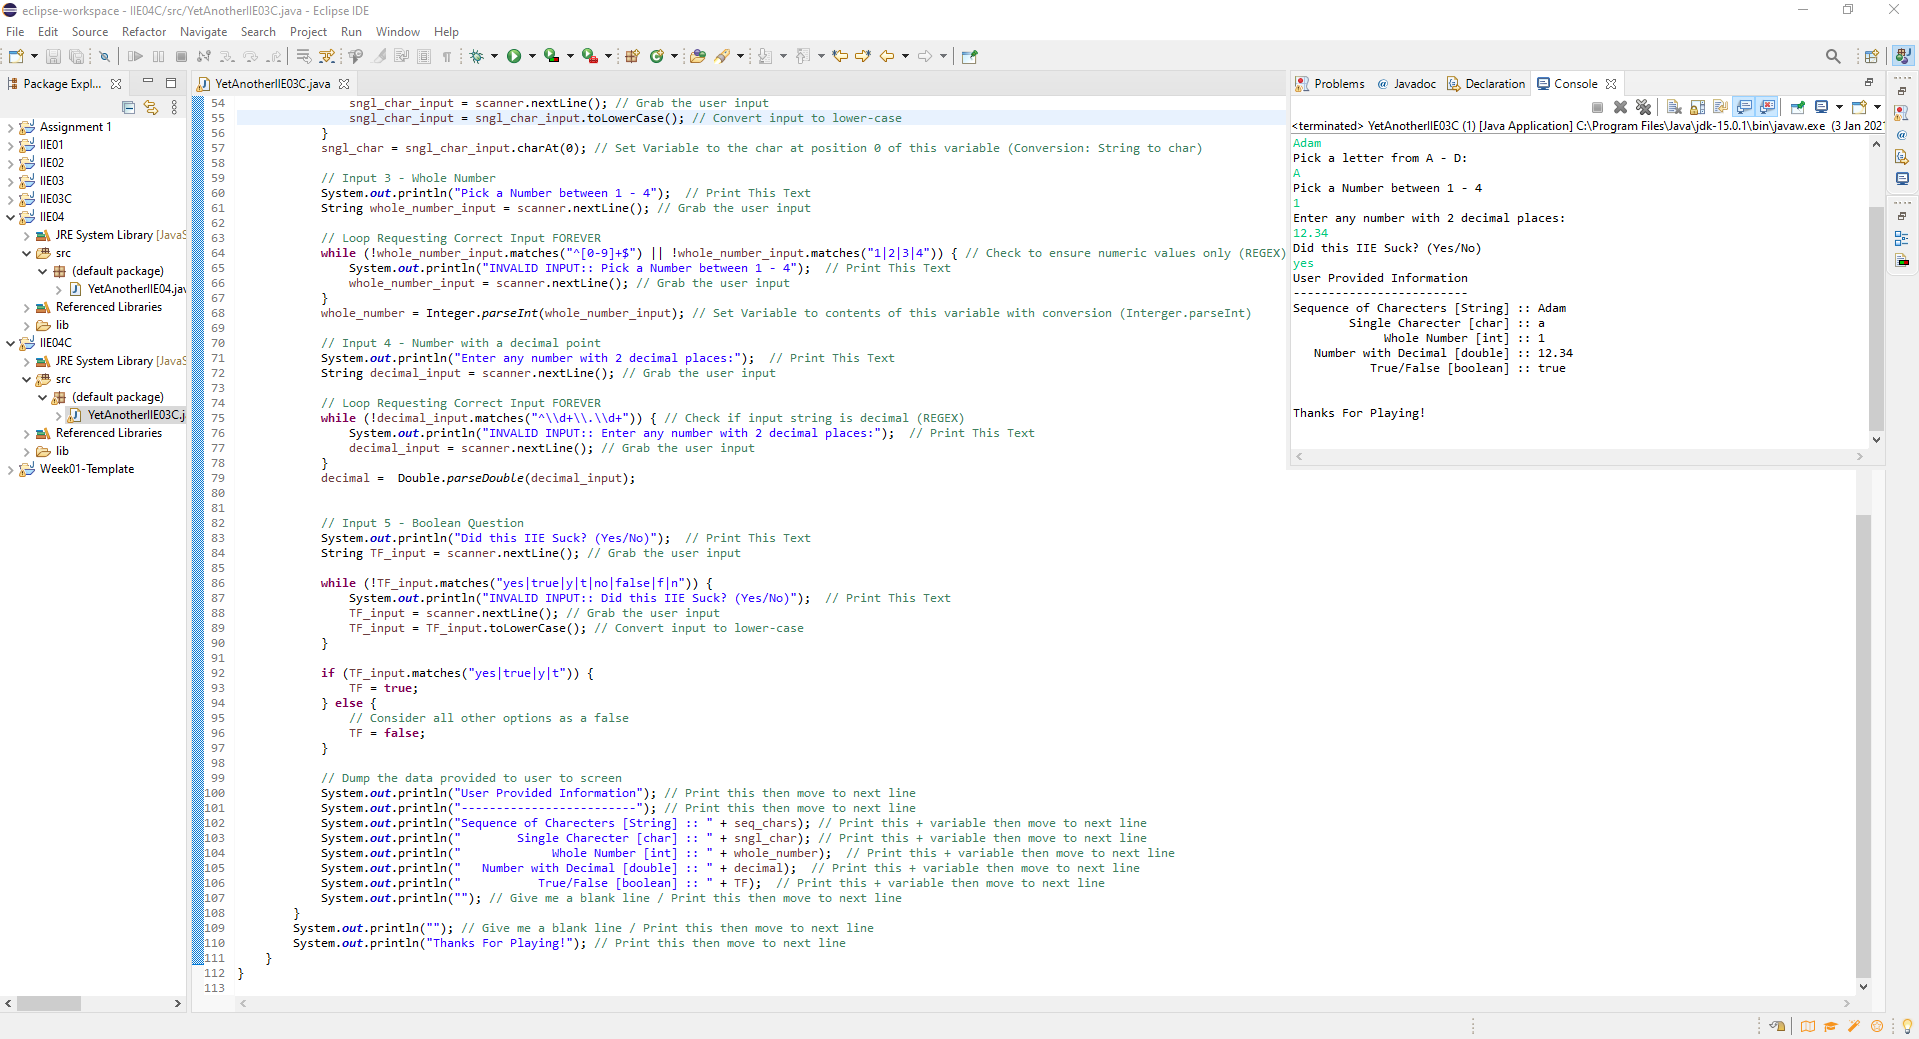 eclipse-workspace - IIE04C/src/YetAnotherIIE03C.java - Eclipse IDE
File Edit Source Refactor Navigate Search Project Run Window Help
Package Expl...
Assignment 1
IIE01
IIE02
IIE03
IIE03C
IIE04
JRE System Library [JavaS
src
(default package)
YetAnotherIIE04.jav
Referenced Libraries
lib
IIE04C
JRE System Library [JavaS
src
(default package)
YetAnotherIIE03C.j
Referenced Libraries
lib
Week01-Template
YetAnotherIIE03C.java
54 sngl_char_input = scanner.nextLine(); // Grab the user input
55 sngl_char_input = sngl_char_input.toLowerCase(); // Convert input to lower-case
56 }
57 sngl_char = sngl_char_input.charAt(0); // Set Variable to the char at position 0 of this variable (Conversion: String to char)
58
59 // Input 3 - Whole Number
60 System.out.println("Pick a Number between 1 - 4");  // Print This Text
61 String whole_number_input = scanner.nextLine(); // Grab the user input
62
63 // Loop Requesting Correct Input FOREVER
64 while (!whole_number_input.matches("^[0-9]+$") || !whole_number_input.matches("1|2|3|4")) { // Check to ensure numeric values only (REGEX)
65 System.out.println("INVALID INPUT:: Pick a Number between 1 - 4");  // Print This Text
66 whole_number_input = scanner.nextLine(); // Grab the user input
67 }
68 whole_number = Integer.parseInt(whole_number_input); // Set Variable to contents of this variable with conversion (Interger.parseInt)
69
70 // Input 4 - Number with a decimal point
71 System.out.println("Enter any number with 2 decimal places:");  // Print This Text
72 String decimal_input = scanner.nextLine(); // Grab the user input
73
74 // Loop Requesting Correct Input FOREVER
75 while (!decimal_input.matches("^\\d+\\.\\d+")) { // Check if input string is decimal (REGEX)
76 System.out.println("INVALID INPUT:: Enter any number with 2 decimal places:");  // Print This Text
77 decimal_input = scanner.nextLine(); // Grab the user input
78 }
79 decimal =  Double.parseDouble(decimal_input);
80
81
82 // Input 5 - Boolean Question
83 System.out.println("Did this IIE Suck? (Yes/No)");  // Print This Text
84 String TF_input = scanner.nextLine(); // Grab the user input
85
86 while (!TF_input.matches("yes|true|y|t|no|false|f|n")) {
87 System.out.println("INVALID INPUT:: Did this IIE Suck? (Yes/No)");  // Print This Text
88 TF_input = scanner.nextLine(); // Grab the user input
89 TF_input = TF_input.toLowerCase(); // Convert input to lower-case
90 }
91
92 if (TF_input.matches("yes|true|y|t")) {
93 TF = true;
94 } else {
95 // Consider all other options as a false
96 TF = false;
97 }
98
99 // Dump the data provided to user to screen
100 System.out.println("User Provided Information"); // Print this then move to next line
101 System.out.println("-------------------------"); // Print this then move to next line
102 System.out.println("Sequence of Charecters [String] :: " + seq_chars); // Print this + variable then move to next line
103 System.out.println("        Single Charecter [char] :: " + sngl_char); // Print this + variable then move to next line
104 System.out.println("             Whole Number [int] :: " + whole_number);  // Print this + variable then move to next line
105 System.out.println("   Number with Decimal [double] :: " + decimal);  // Print this + variable then move to next line
106 System.out.println("           True/False [boolean] :: " + TF);  // Print this + variable then move to next line
107 System.out.println(""); // Give me a blank line / Print this then move to next line
108 }
109 System.out.println(""); // Give me a blank line / Print this then move to next line
110 System.out.println("Thanks For Playing!"); // Print this then move to next line
111 }
112 }
113
Problems Javadoc Declaration Console
<terminated> YetAnotherIIE03C (1) [Java Application] C:\Program Files\Java\jdk-15.0.1\bin\javaw.exe (3 Jan 2021
Adam
Pick a letter from A - D:
A
Pick a Number between 1 - 4
1
Enter any number with 2 decimal places:
12.34
Did this IIE Suck? (Yes/No)
yes
User Provided Information
-------------------------
Sequence of Charecters [String] :: Adam
Single Charecter [char] :: a
Whole Number [int] :: 1
Number with Decimal [double] :: 12.34
True/False [boolean] :: true
Thanks For Playing!